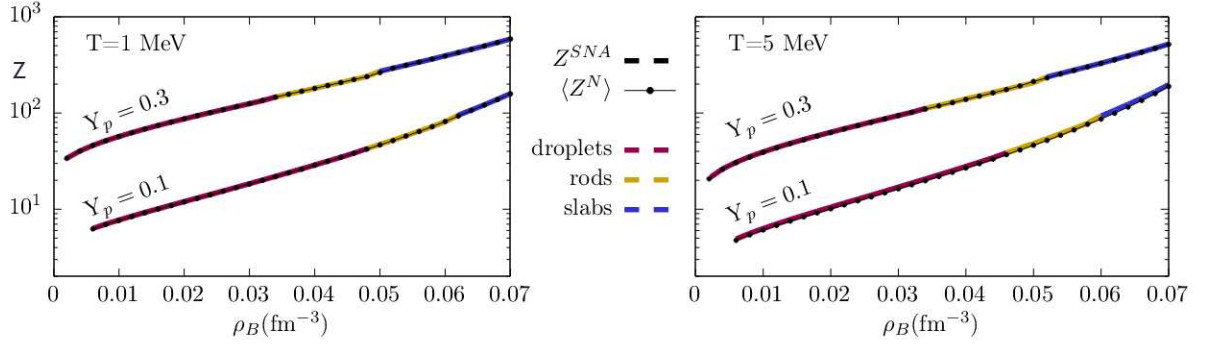 10³
T=1 MeV
Z
10²
10¹
Y_p = 0.3
Y_p = 0.1
0 0.01 0.02 0.03 0.04 0.05 0.06 0.07
ρ_B(fm⁻³)
Z^{SNA}
⟨Z^N⟩
droplets
rods
slabs
T=5 MeV
Y_p = 0.3
Y_p = 0.1
0 0.01 0.02 0.03 0.04 0.05 0.06 0.07
ρ_B(fm⁻³)